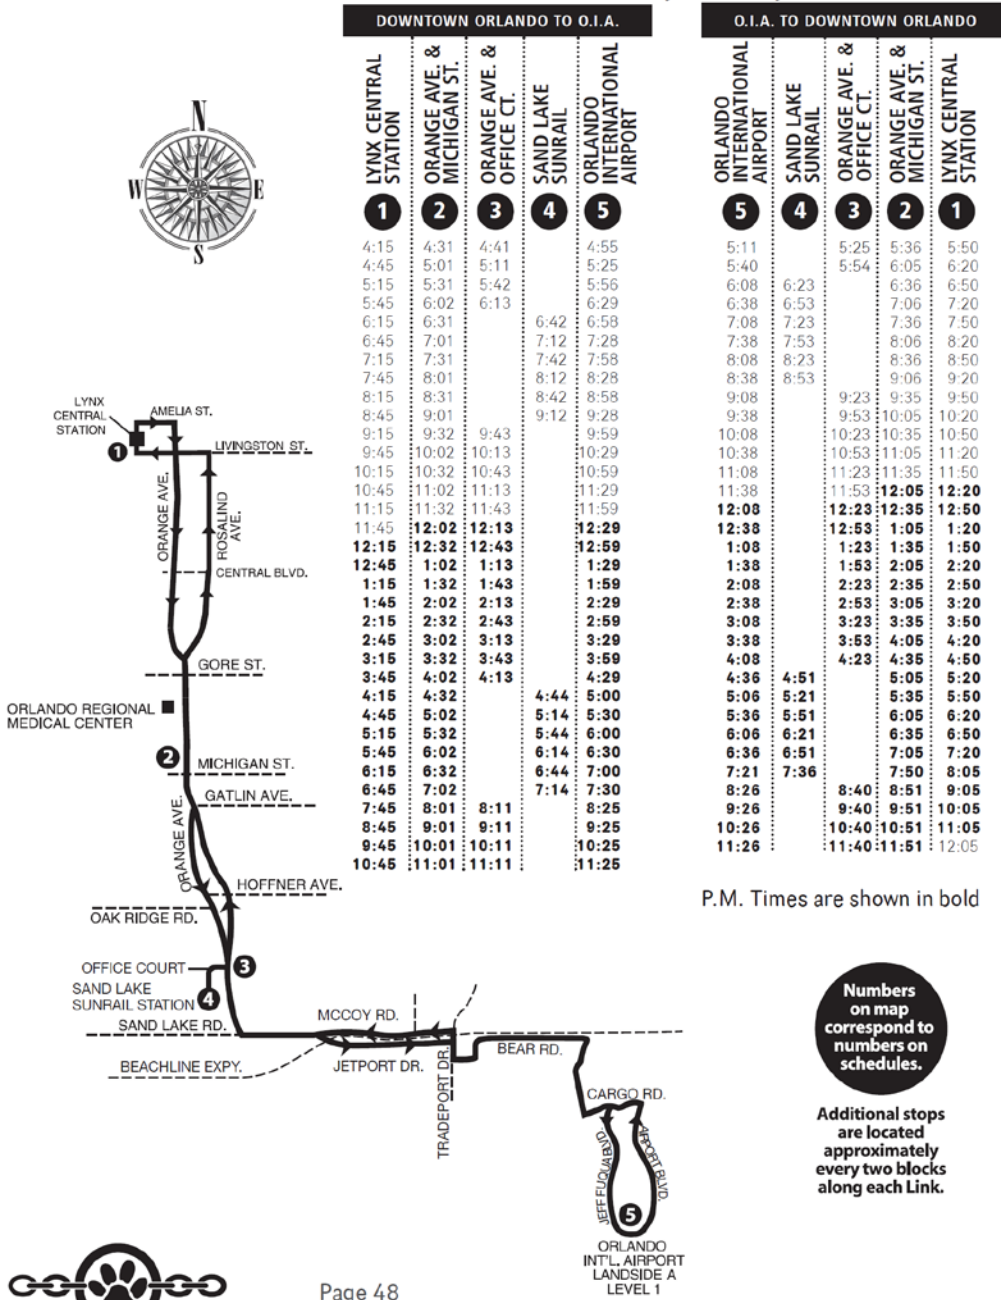 DOWNTOWN ORLANDO TO O.I.A.
LYNX CENTRAL STATION
ORANGE AVE. & MICHIGAN ST.
ORANGE AVE. & OFFICE CT.
SAND LAKE SUNRAIL
ORLANDO INTERNATIONAL AIRPORT
1 2 3 4 5
4:15 4:31 4:41 4:55
4:45 5:01 5:11 5:25
5:15 5:31 5:42 5:56
5:45 6:02 6:13 6:29
6:15 6:31 6:42 6:58
6:45 7:01 7:12 7:28
7:15 7:31 7:42 7:58
7:45 8:01 8:12 8:28
8:15 8:31 8:42 8:58
8:45 9:01 9:12 9:28
9:15 9:32 9:43 9:59
9:45 10:02 10:13 10:29
10:15 10:32 10:43 10:59
10:45 11:02 11:13 11:29
11:15 11:32 11:43 11:59
11:45 12:02 12:13 12:29
12:15 12:32 12:43 12:59
12:45 1:02 1:13 1:29
1:15 1:32 1:43 1:59
1:45 2:02 2:13 2:29
2:15 2:32 2:43 2:59
2:45 3:02 3:13 3:29
3:15 3:32 3:43 3:59
3:45 4:02 4:13 4:29
4:15 4:32 4:44 5:00
4:45 5:02 5:14 5:30
5:15 5:32 5:44 6:00
5:45 6:02 6:14 6:30
6:15 6:32 6:44 7:00
6:45 7:02 7:14 7:30
7:45 8:01 8:11 8:25
8:45 9:01 9:11 9:25
9:45 10:01 10:11 10:25
10:45 11:01 11:11 11:25
O.I.A. TO DOWNTOWN ORLANDO
ORLANDO INTERNATIONAL AIRPORT
SAND LAKE SUNRAIL
ORANGE AVE. & OFFICE CT.
ORANGE AVE. & MICHIGAN ST.
LYNX CENTRAL STATION
5 4 3 2 1
5:11 5:25 5:36 5:50
5:40 5:54 6:05 6:20
6:08 6:23 6:36 6:50
6:38 6:53 7:06 7:20
7:08 7:23 7:36 7:50
7:38 7:53 8:06 8:20
8:08 8:23 8:36 8:50
8:38 8:53 9:06 9:20
9:08 9:23 9:35 9:50
9:38 9:53 10:05 10:20
10:08 10:23 10:35 10:50
10:38 10:53 11:05 11:20
11:08 11:23 11:35 11:50
11:38 11:53 12:05 12:20
12:08 12:23 12:35 12:50
12:38 12:53 1:05 1:20
1:08 1:23 1:35 1:50
1:38 1:53 2:05 2:20
2:08 2:23 2:35 2:50
2:38 2:53 3:05 3:20
3:08 3:23 3:35 3:50
3:38 3:53 4:05 4:20
4:08 4:23 4:35 4:50
4:36 4:51 5:05 5:20
5:06 5:21 5:35 5:50
5:36 5:51 6:05 6:20
6:06 6:21 6:35 6:50
6:36 6:51 7:05 7:20
7:21 7:36 7:50 8:05
8:26 8:40 8:51 9:05
9:26 9:40 9:51 10:05
10:26 10:40 10:51 11:05
11:26 11:40 11:51 12:05
P.M. Times are shown in bold
N
W E
S
LYNX
CENTRAL
STATION
AMELIA ST.
1
LIVINGSTON ST.
ORANGE AVE.
ROSALIND AVE.
CENTRAL BLVD.
GORE ST.
ORLANDO REGIONAL
MEDICAL CENTER
2
MICHIGAN ST.
GATLIN AVE.
ORANGE AVE.
HOFFNER AVE.
OAK RIDGE RD.
OFFICE COURT
3
SAND LAKE
SUNRAIL STATION
4
SAND LAKE RD.
MCCOY RD.
BEACHLINE EXPY.
JETPORT DR.
TRADEPORT DR.
BEAR RD.
CARGO RD.
JEFF FUQUA BLVD.
AIRPORT BLVD.
5
ORLANDO
INT'L. AIRPORT
LANDSIDE A
LEVEL 1
Numbers
on map
correspond to
numbers on
schedules.
Additional stops
are located
approximately
every two blocks
along each Link.
Page 48